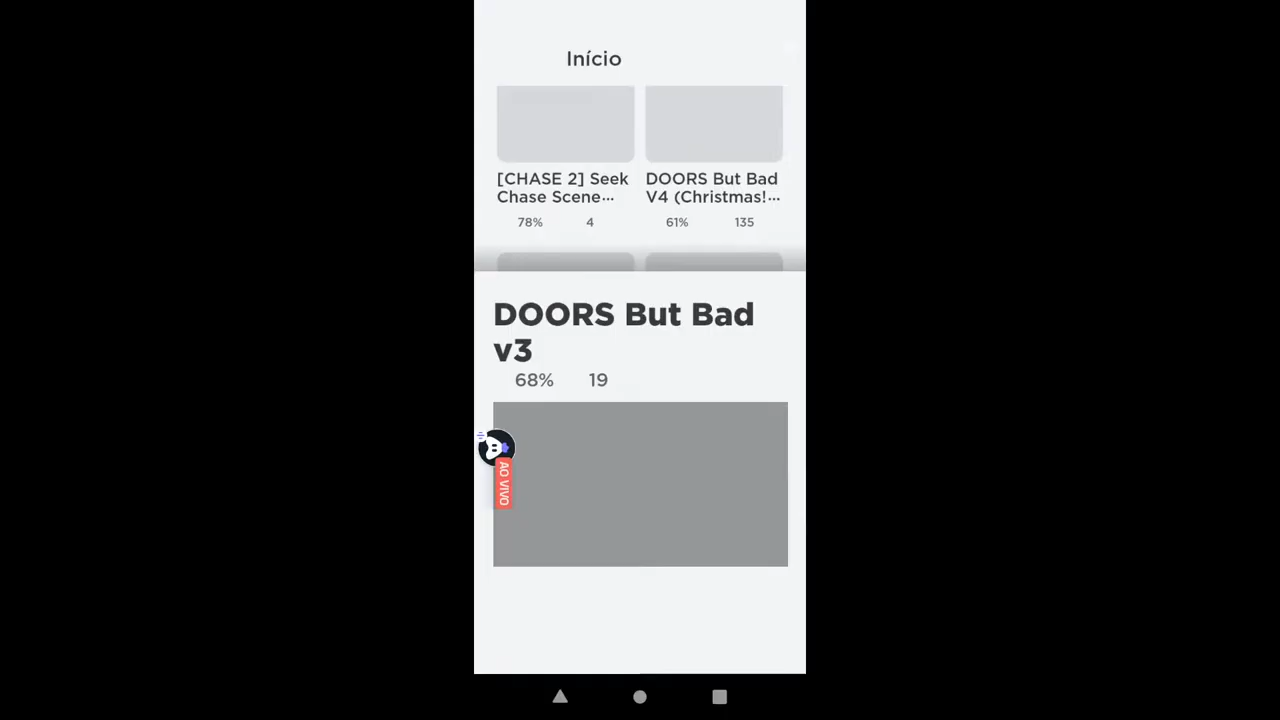 Início
[CHASE 2] Seek
Chase Scene...
78%
4
DOORS But Bad
V4 (Christmas!...
61%
135
DOORS But Bad
v3
68%
19
AO VIVO